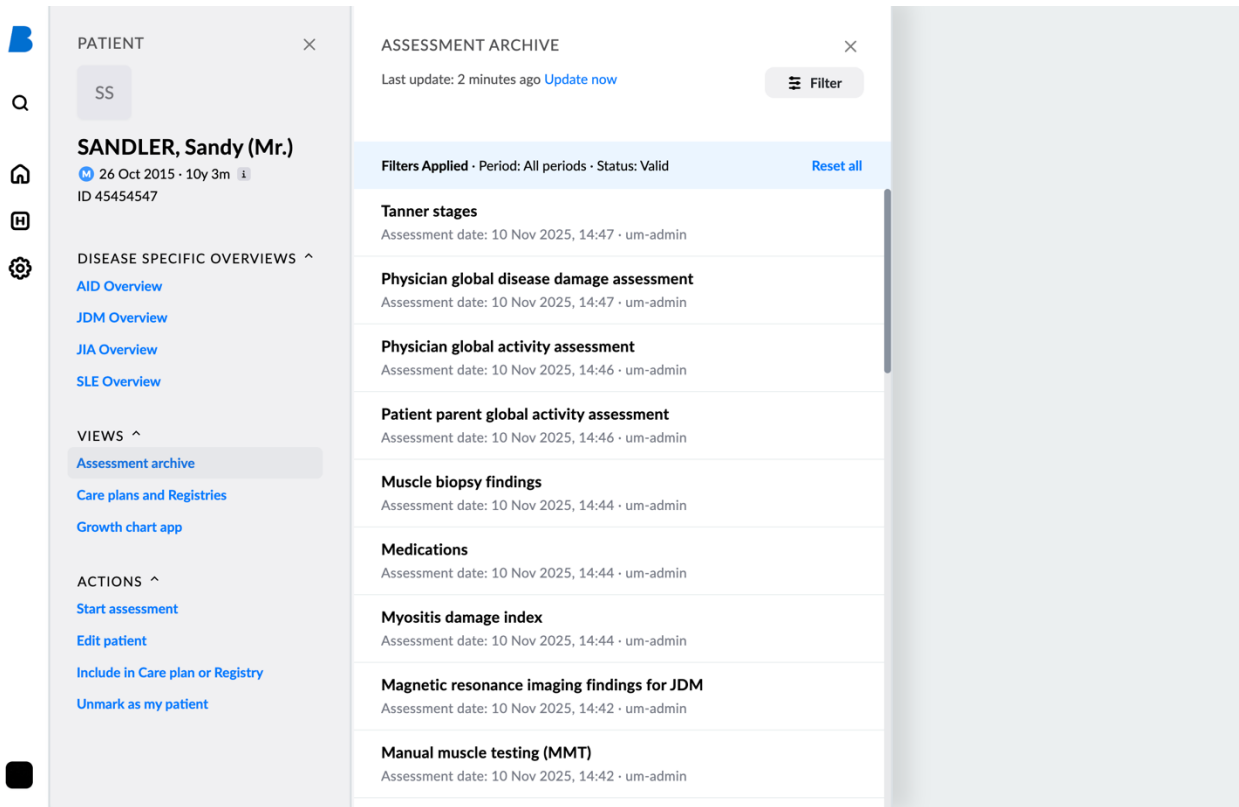 PATIENT
SS
SANDLER, Sandy (Mr.)
M 26 Oct 2015 · 10y 3m i
ID 45454547
DISEASE SPECIFIC OVERVIEWS
AID Overview
JDM Overview
JIA Overview
SLE Overview
VIEWS
Assessment archive
Care plans and Registries
Growth chart app
ACTIONS
Start assessment
Edit patient
Include in Care plan or Registry
Unmark as my patient
ASSESSMENT ARCHIVE
Last update: 2 minutes ago Update now
Filter
Filters Applied · Period: All periods · Status: Valid
Reset all
Tanner stages
Assessment date: 10 Nov 2025, 14:47 · um-admin
Physician global disease damage assessment
Assessment date: 10 Nov 2025, 14:47 · um-admin
Physician global activity assessment
Assessment date: 10 Nov 2025, 14:46 · um-admin
Patient parent global activity assessment
Assessment date: 10 Nov 2025, 14:46 · um-admin
Muscle biopsy findings
Assessment date: 10 Nov 2025, 14:44 · um-admin
Medications
Assessment date: 10 Nov 2025, 14:44 · um-admin
Myositis damage index
Assessment date: 10 Nov 2025, 14:44 · um-admin
Magnetic resonance imaging findings for JDM
Assessment date: 10 Nov 2025, 14:42 · um-admin
Manual muscle testing (MMT)
Assessment date: 10 Nov 2025, 14:42 · um-admin
B
H